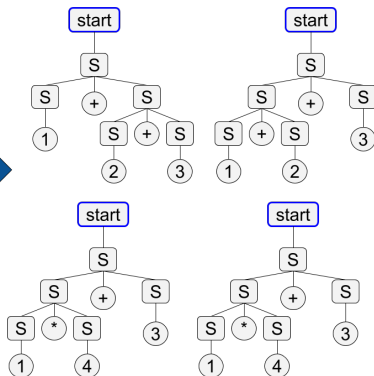 start start
S S
S + S S + S
1 S + S S + S 3
2 3 1 2
start start
S S
S + S S + S
S * S 3 S * S 3
1 4 1 4